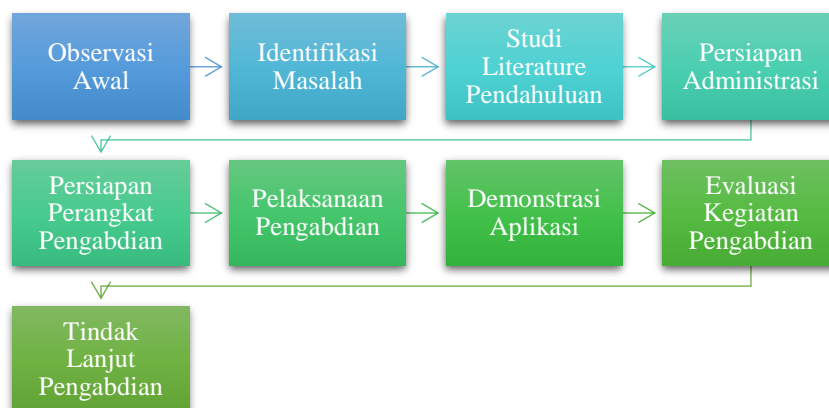 Observasi
Awal
Identifikasi
Masalah
Studi
Literature
Pendahuluan
Persiapan
Administrasi
Persiapan
Perangkat
Pengabdian
Pelaksanaan
Pengabdian
Demonstrasi
Aplikasi
Evaluasi
Kegiatan
Pengabdian
Tindak
Lanjut
Pengabdian